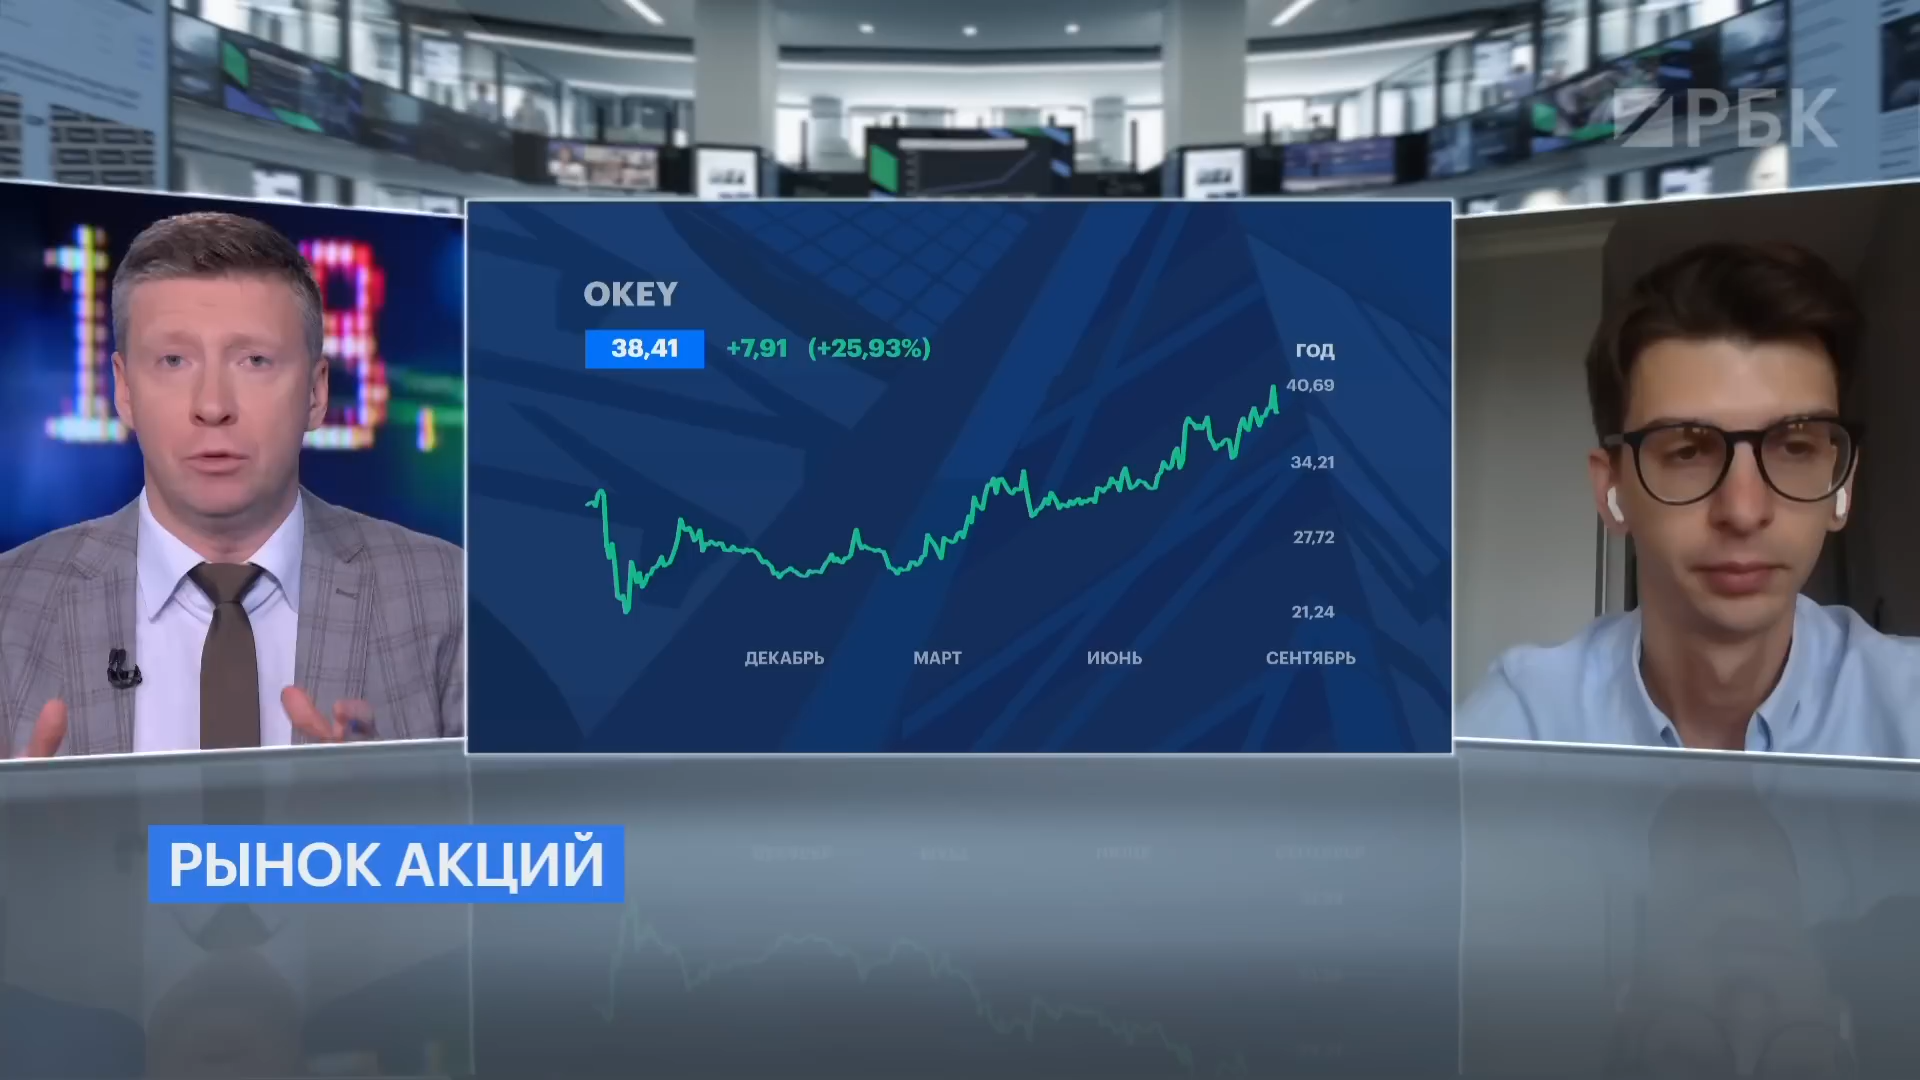 РБК
OKEY
38,41 +7,91 (+25,93%)
ГОД
40,69
34,21
27,72
21,24
ДЕКАБРЬ МАРТ ИЮНЬ СЕНТЯБРЬ
РЫНОК АКЦИЙ